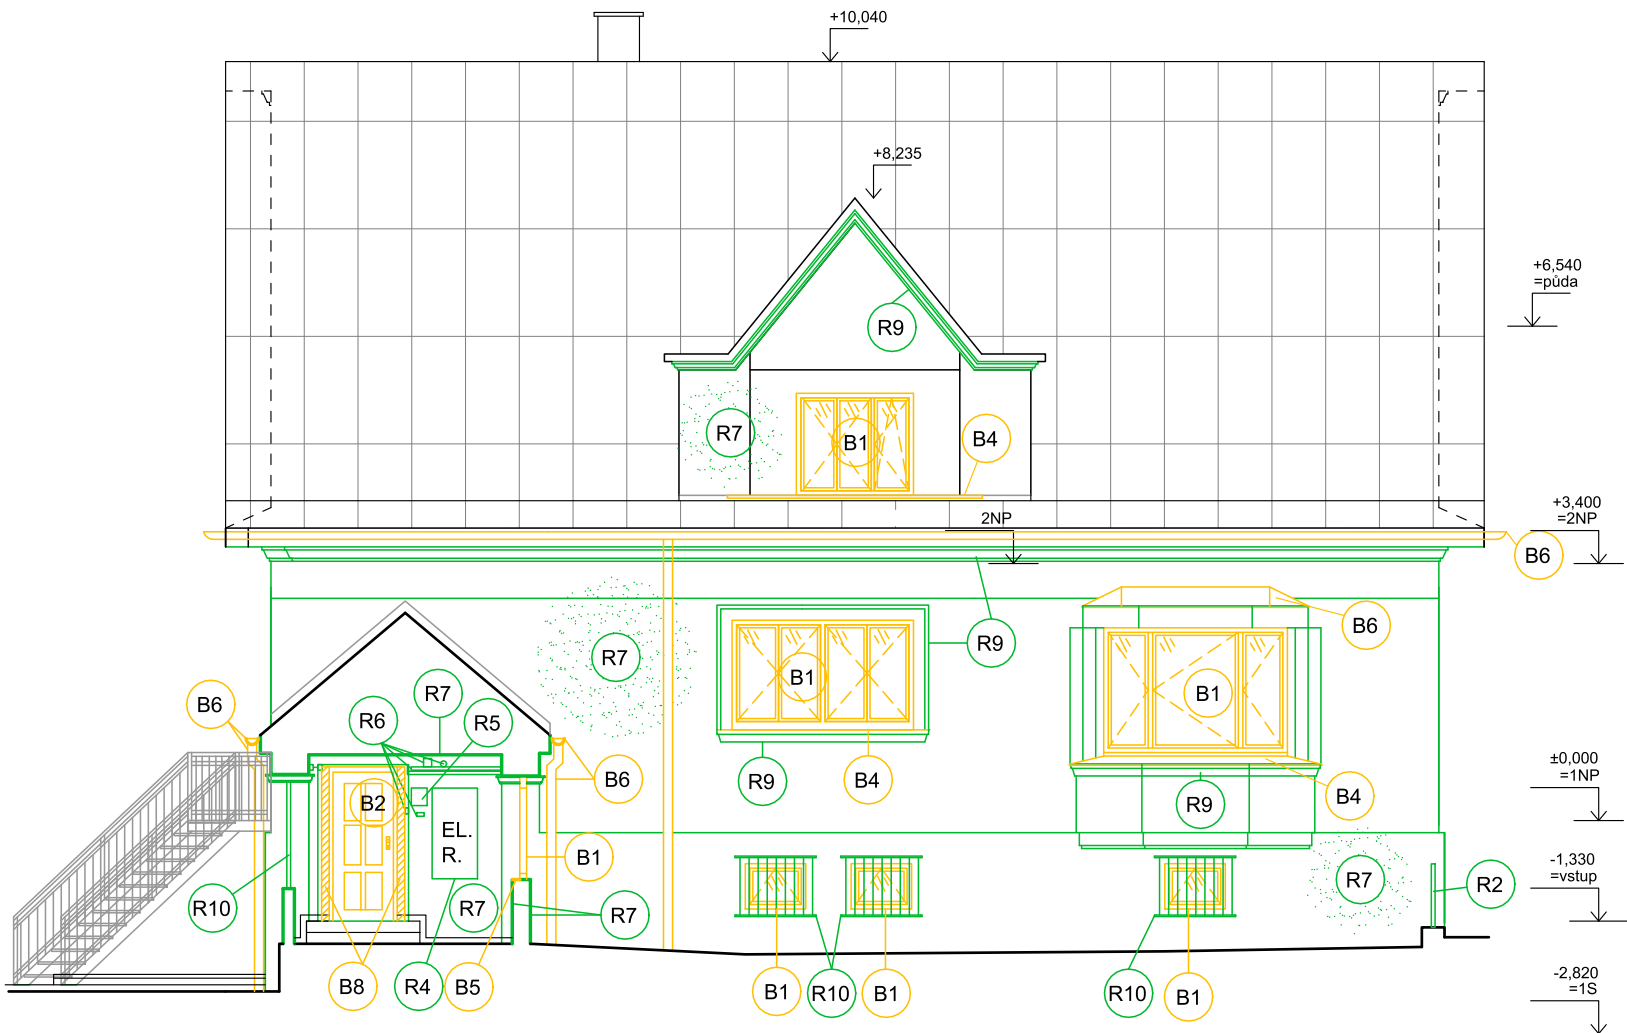 +10,040
+8,235
+6,540
=půda
R9
R7
B1
B4
2NP
+3,400
=2NP
B6
B6
R9
R7
B1
B1
B6
R7
R6
R5
B6
R9
B4
±0,000
=1NP
B2
R9
B4
EL.
R.
B1
-1,330
=vstup
R7
R2
R10
R7
R7
-2,820
=1S
B8
R4
B5
B1
R10
B1
R10
B1